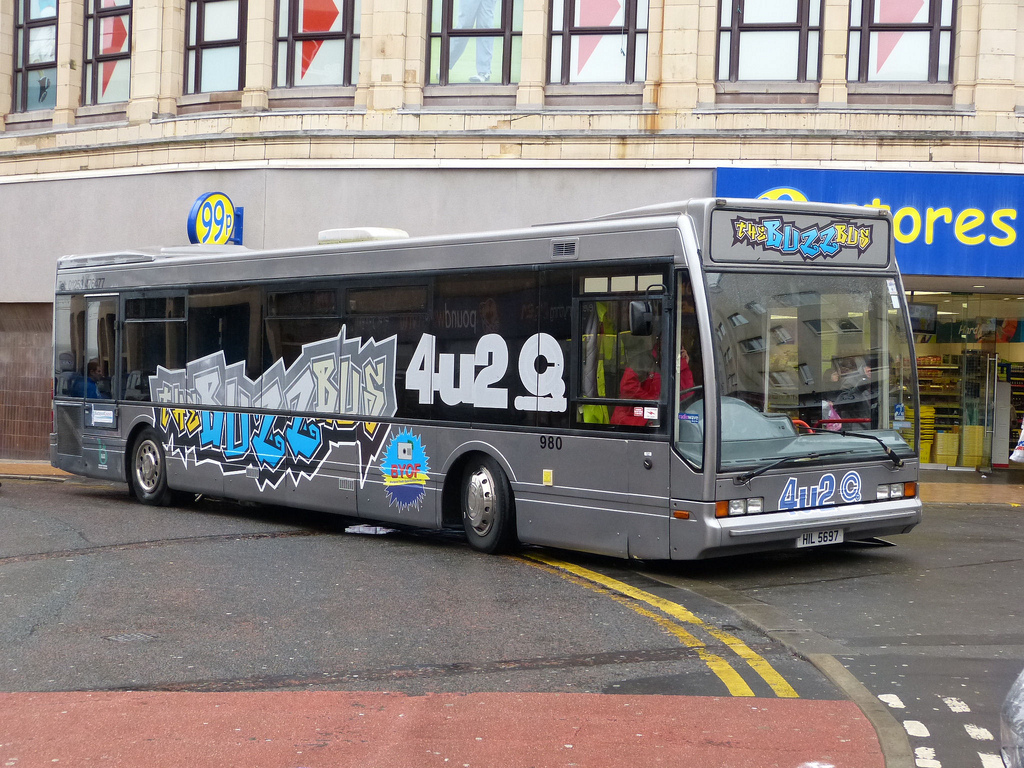 99p
tores
THE BUZZ BUS
THE BUZZ BUS
4u2 C
BYOF
980
4u2 C
HIL 5697